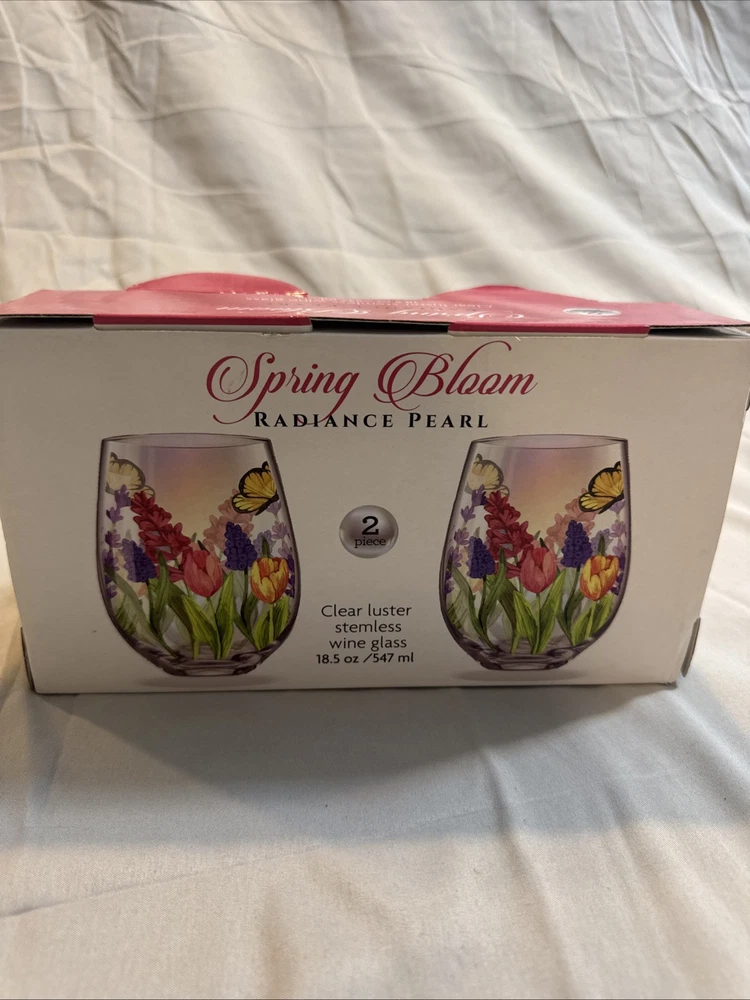 Spring Bloom
RADIANCE PEARL
2
piece
Clear luster
stemless
wine glass
18.5 oz / 547 ml